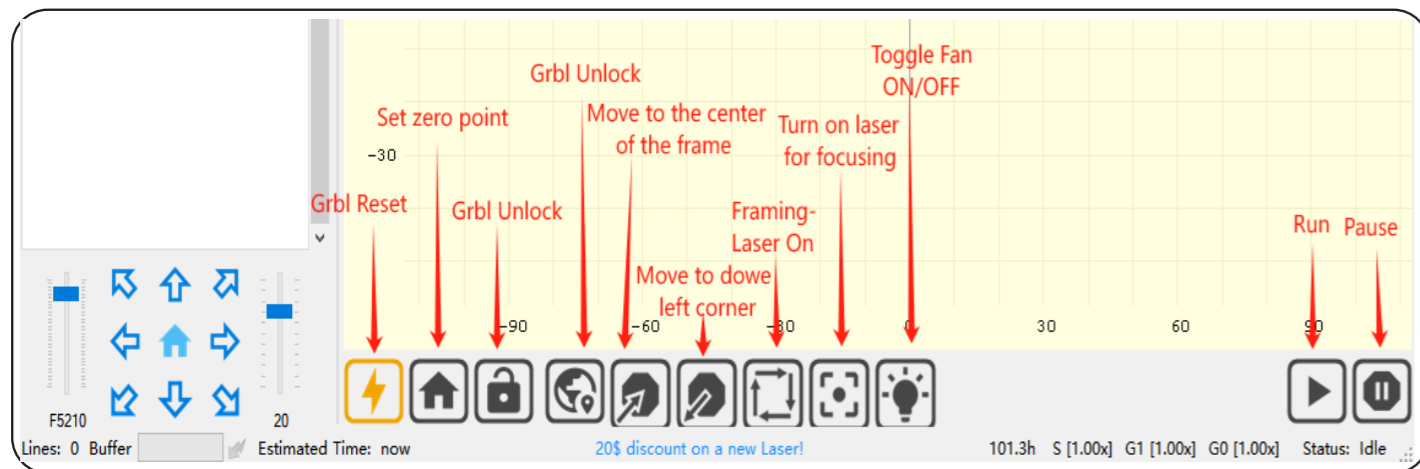 Toggle Fan
ON/OFF
Grbl Unlock
Set zero point
Move to the center
of the frame
Turn on laser
for focusing
-30
Grbl Reset
Grbl Unlock
Framing-
Laser On
Run
Pause
Move to dowe
left corner
-90
-60
-30
0
30
60
90
F5210
20
Lines: 0 Buffer
Estimated Time: now
20$ discount on a new Laser!
101.3h S [1.00x] G1 [1.00x] G0 [1.00x] Status: Idle